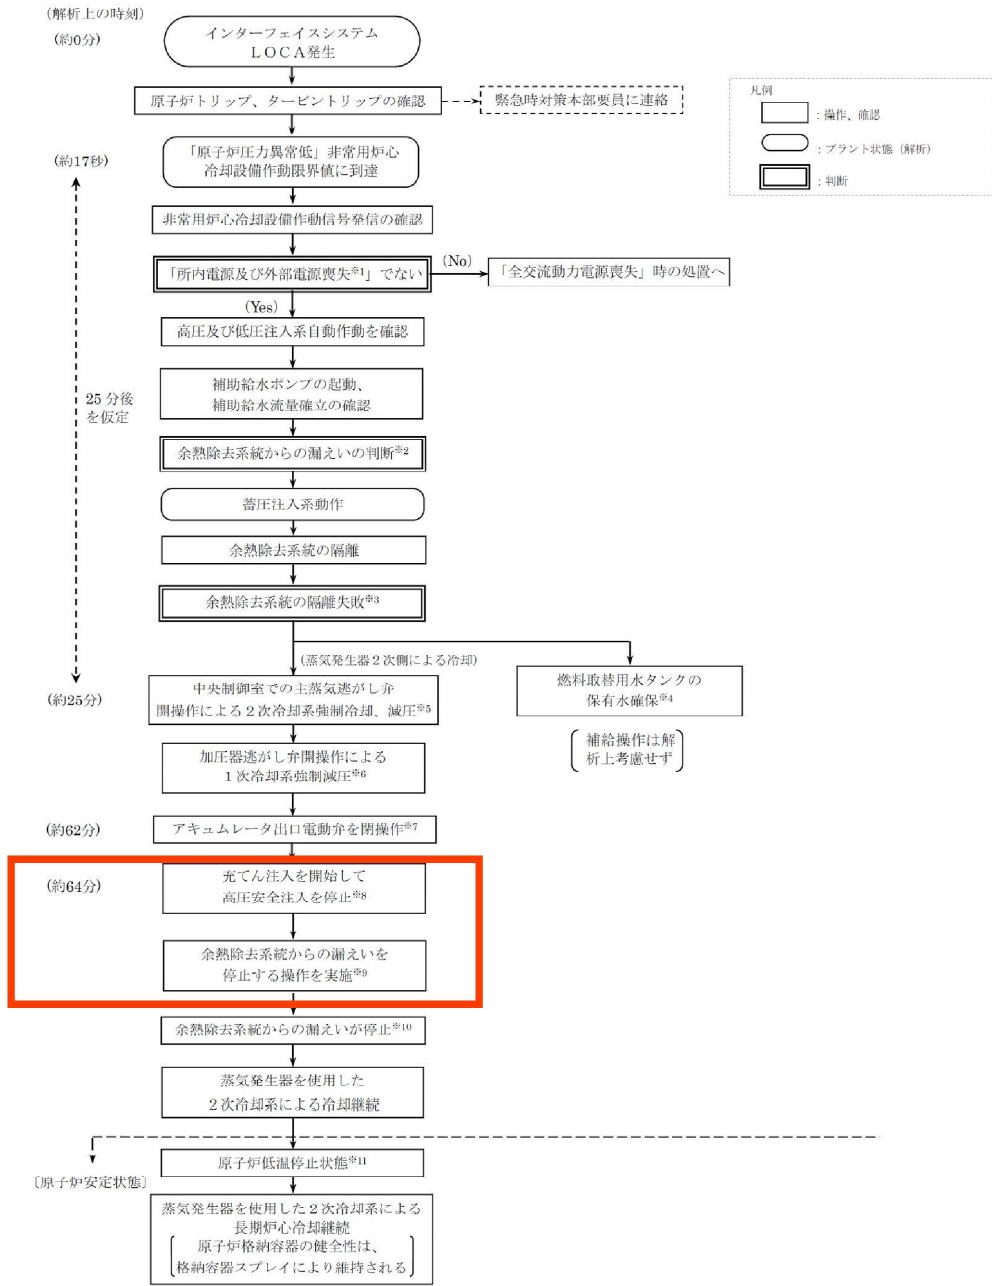 (解析上の時刻)
(約0分)
インターフェイスシステム
LOCA発生
原子炉トリップ、タービントリップの確認
緊急時対策本部要員に連絡
凡例
：操作、確認
：プラント状態（解析）
：判断
(約17秒)
「原子炉圧力異常低」非常用炉心
冷却設備作動限界値に到達
非常用炉心冷却設備作動信号発信の確認
「所内電源及び外部電源喪失※1」でない
(No)
「全交流動力電源喪失」時の処置へ
(Yes)
高圧及び低圧注入系自動作動を確認
25分後
を仮定
補助給水ポンプの起動、
補助給水流量確立の確認
余熱除去系統からの漏えいの判断※2
蓄圧注入系動作
余熱除去系統の隔離
余熱除去系統の隔離失敗※3
(蒸気発生器２次側による冷却)
(約25分)
中央制御室での主蒸気逃がし弁
開操作による２次冷却系強制冷却、減圧※5
燃料取替用水タンクの
保有水確保※4
補給操作は解
析上考慮せず
加圧器逃がし弁開操作による
１次冷却系強制減圧※6
(約62分)
アキュムレータ出口電動弁を閉操作※7
(約64分)
充てん注入を開始して
高圧安全注入を停止※8
余熱除去系統からの漏えいを
停止する操作を実施※9
余熱除去系統からの漏えいが停止※10
蒸気発生器を使用した
２次冷却系による冷却継続
〔原子炉安定状態〕
原子炉低温停止状態※11
蒸気発生器を使用した２次冷却系による
長期炉心冷却継続
原子炉格納容器の健全性は、
格納容器スプレイにより維持される